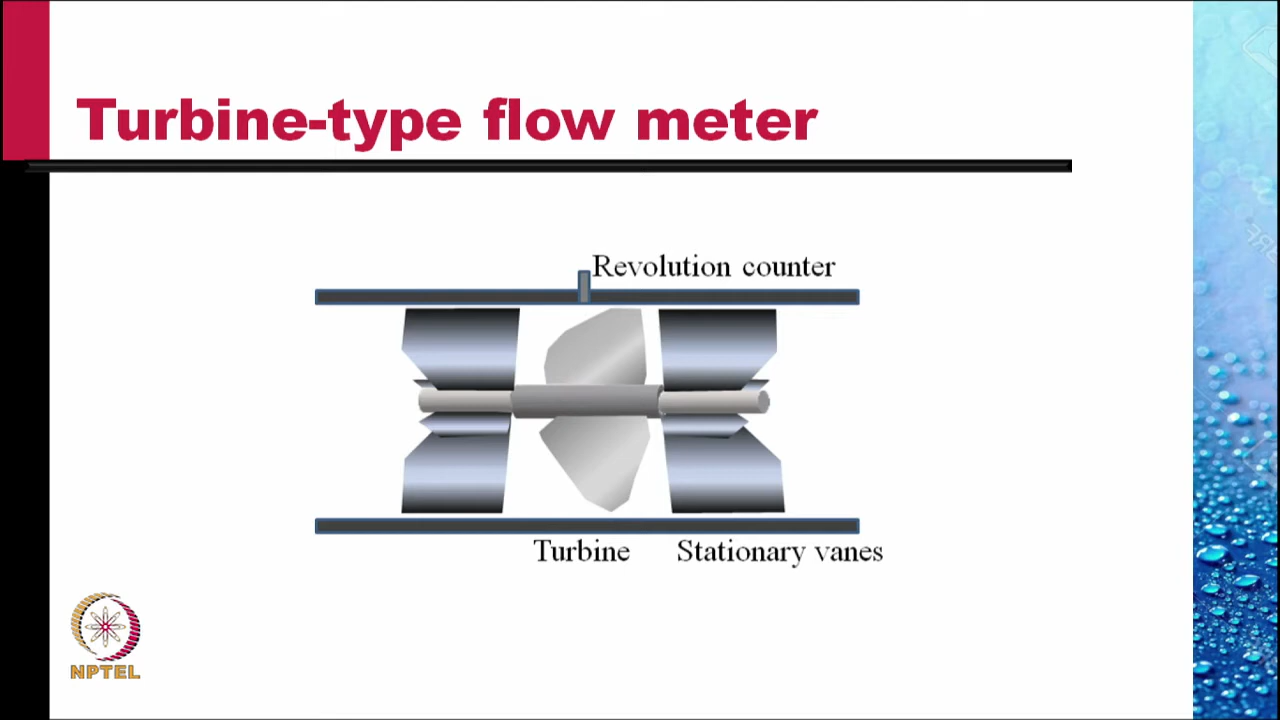 Turbine-type flow meter
Revolution counter
Turbine
Stationary vanes
NPTEL